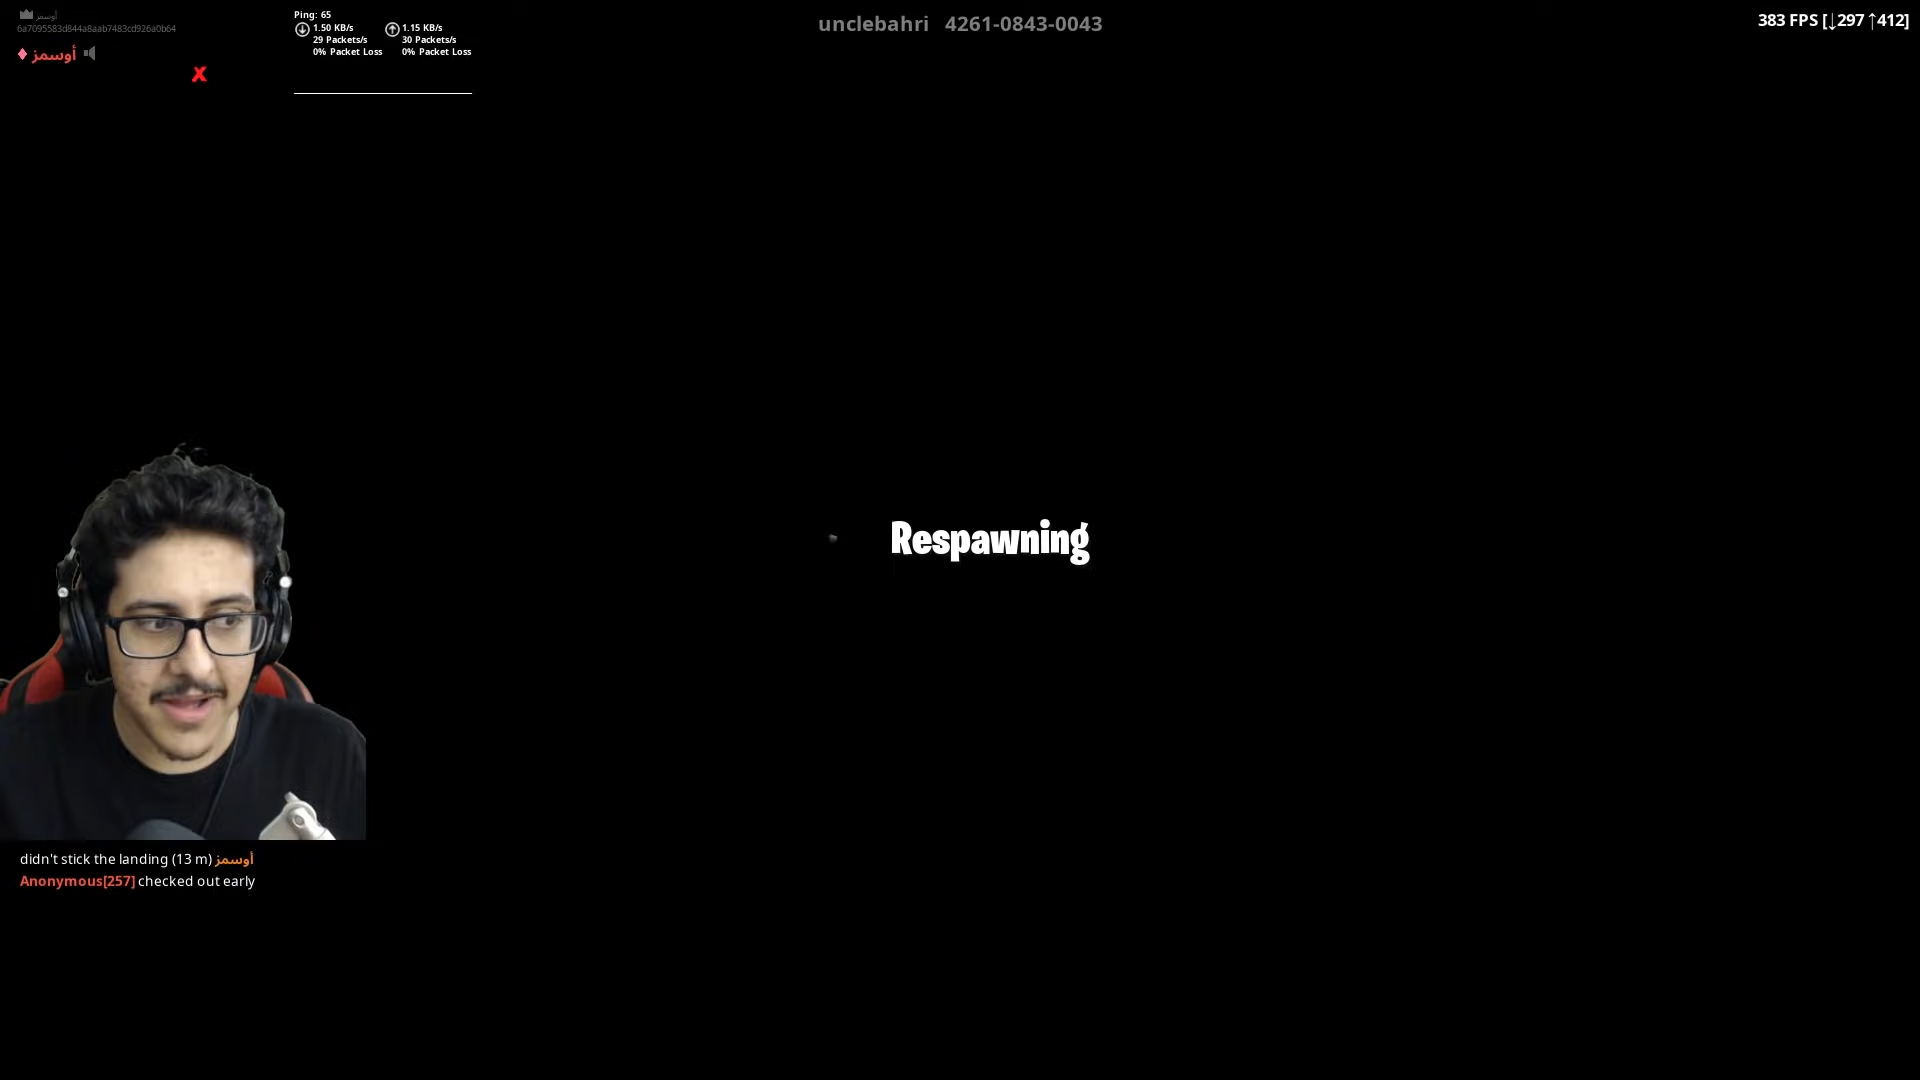 أوسمز
6a7095583d844a8aab7483cd926a0b64
أوسمز
X
Ping: 65
1.50 KB/s
29 Packets/s
0% Packet Loss
1.15 KB/s
30 Packets/s
0% Packet Loss
unclebahri 4261-0843-0043
383 FPS [↓297 ↑412]
Respawning
didn't stick the landing (13 m) أوسمز
Anonymous[257] checked out early